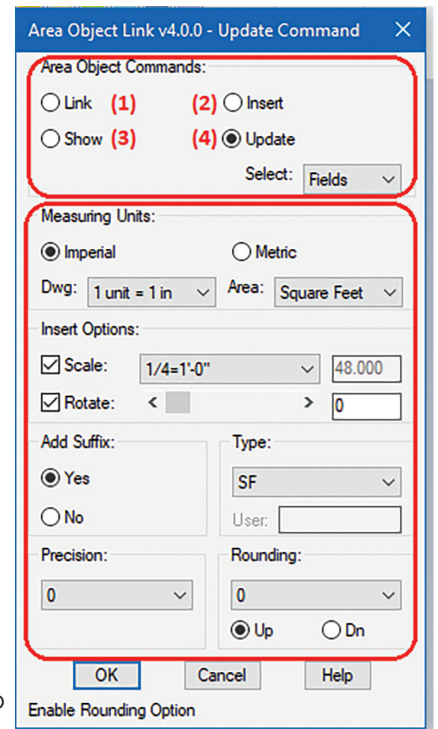 Area Object Link v4.0.0 - Update Command
Area Object Commands:
Link (1) (2) Insert
Show (3) (4) Update
Select: Fields
Measuring Units:
Imperial Metric
Dwg: 1 unit = 1 in Area: Square Feet
Insert Options:
Scale: 1/4=1'-0" 48.000
Rotate: 0
Add Suffix: Type:
Yes SF
No User:
Precision: Rounding:
0 0
Up Dn
OK Cancel Help
Enable Rounding Option